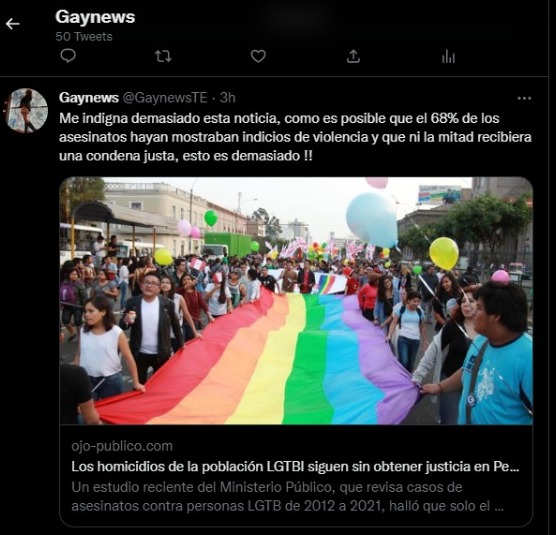 Gaynews
50 Tweets
Gaynews @GaynewsTE · 3h
Me indigna demasiado esta noticia, como es posible que el 68% de los
asesinatos hayan mostraban indicios de violencia y que ni la mitad recibiera
una condena justa, esto es demasiado !!
ojo-publico.com
Los homicidios de la población LGTBI siguen sin obtener justicia en Pe...
Un estudio reciente del Ministerio Público, que revisa casos de
asesinatos contra personas LGTB de 2012 a 2021, halló que solo el ...